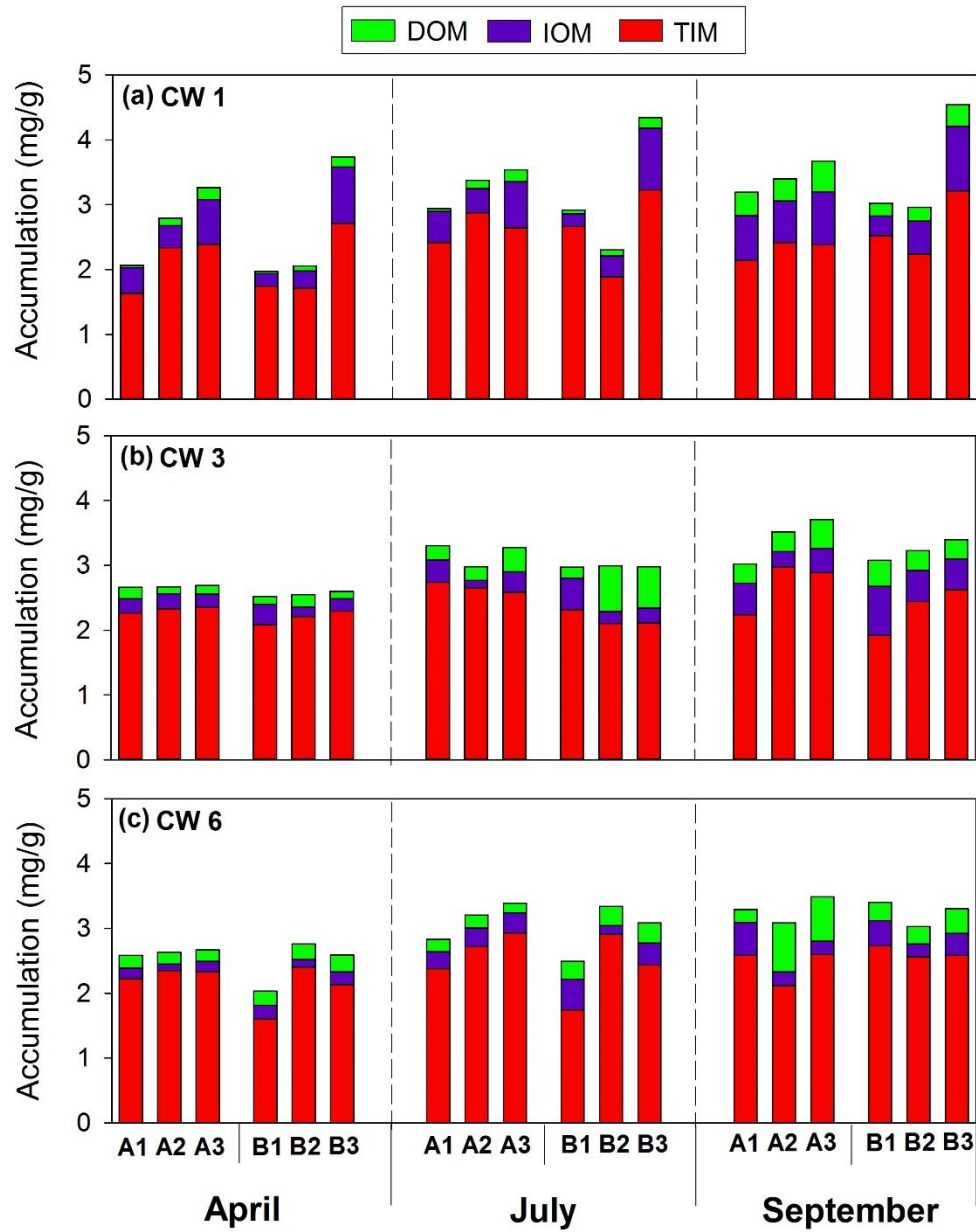 DOM IOM TIM
(a) CW 1
Accumulation (mg/g)
5
4
3
2
1
0
(b) CW 3
Accumulation (mg/g)
5
4
3
2
1
0
(c) CW 6
Accumulation (mg/g)
5
4
3
2
1
0
A1 A2 A3 B1 B2 B3 A1 A2 A3 B1 B2 B3 A1 A2 A3 B1 B2 B3
April July September